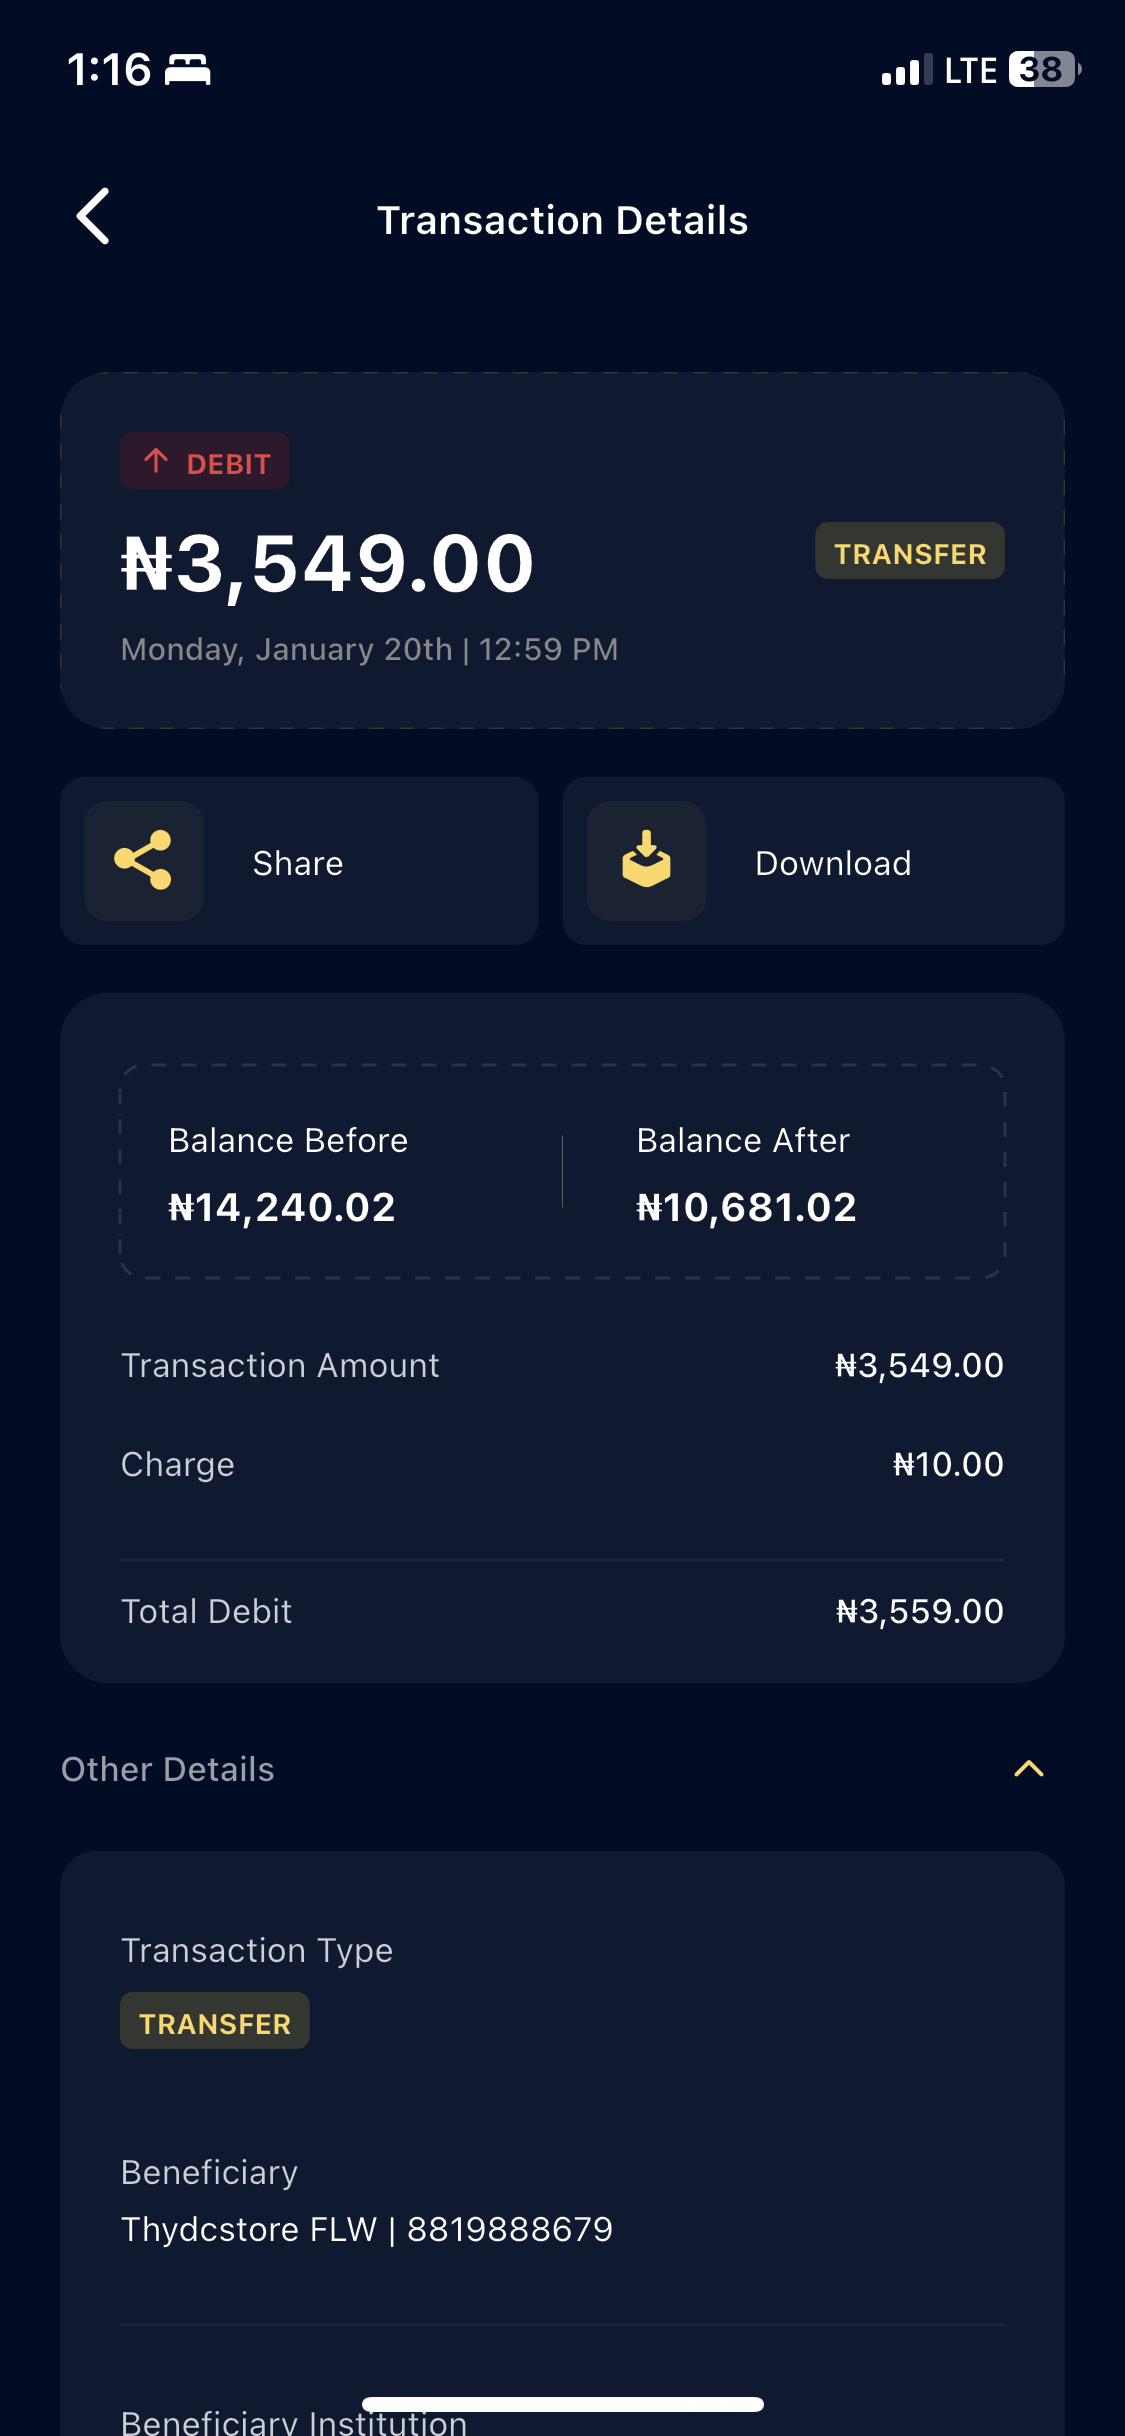 1:16
LTE 38
Transaction Details
DEBIT
₦3,549.00
TRANSFER
Monday, January 20th | 12:59 PM
Share
Download
Balance Before
Balance After
₦14,240.02
₦10,681.02
Transaction Amount
₦3,549.00
Charge
₦10.00
Total Debit
₦3,559.00
Other Details
Transaction Type
TRANSFER
Beneficiary
Thydcstore FLW | 8819888679
Beneficiary Institution